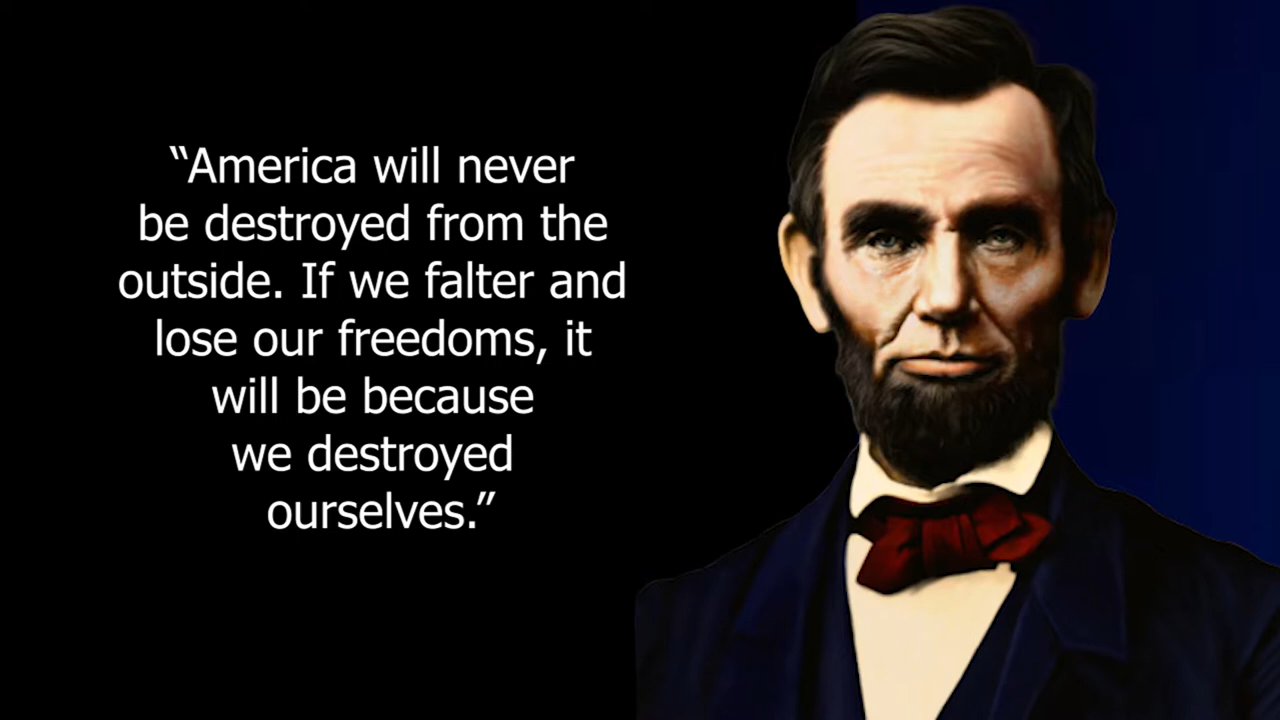 “America will never
be destroyed from the
outside. If we falter and
lose our freedoms, it
will be because
we destroyed
ourselves.”